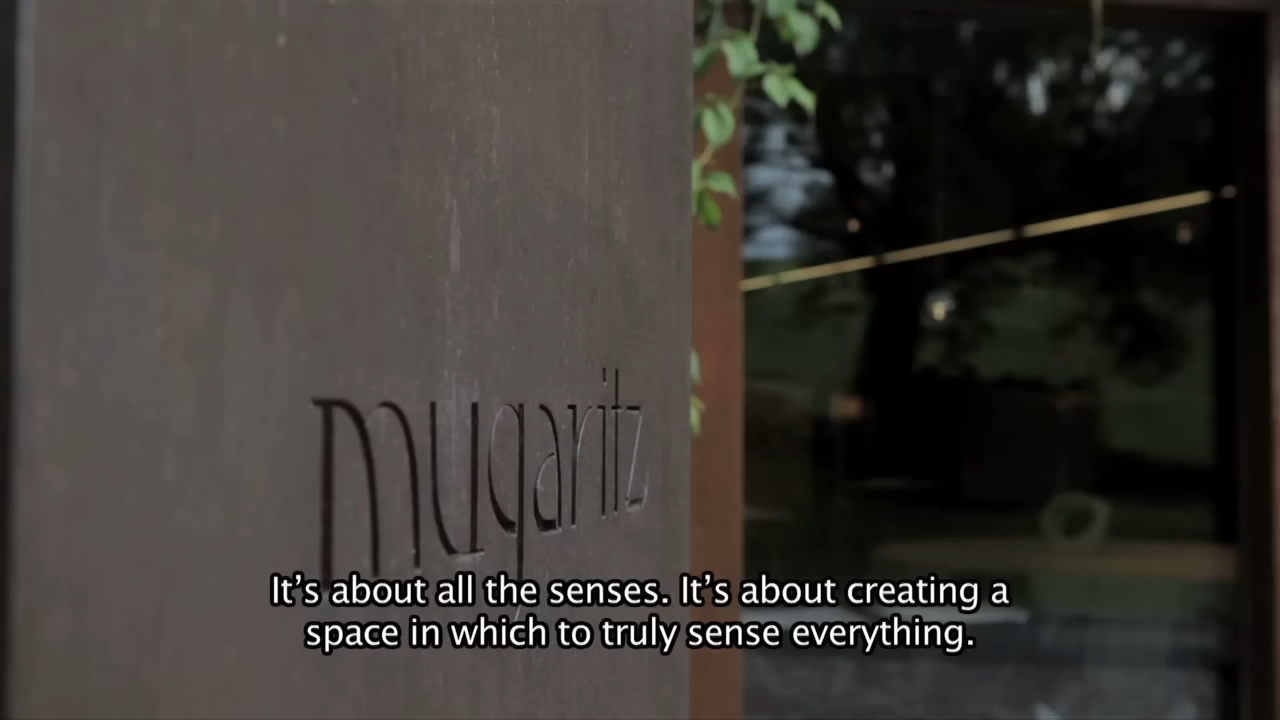 mugaritz
It’s about all the senses. It’s about creating a
space in which to truly sense everything.